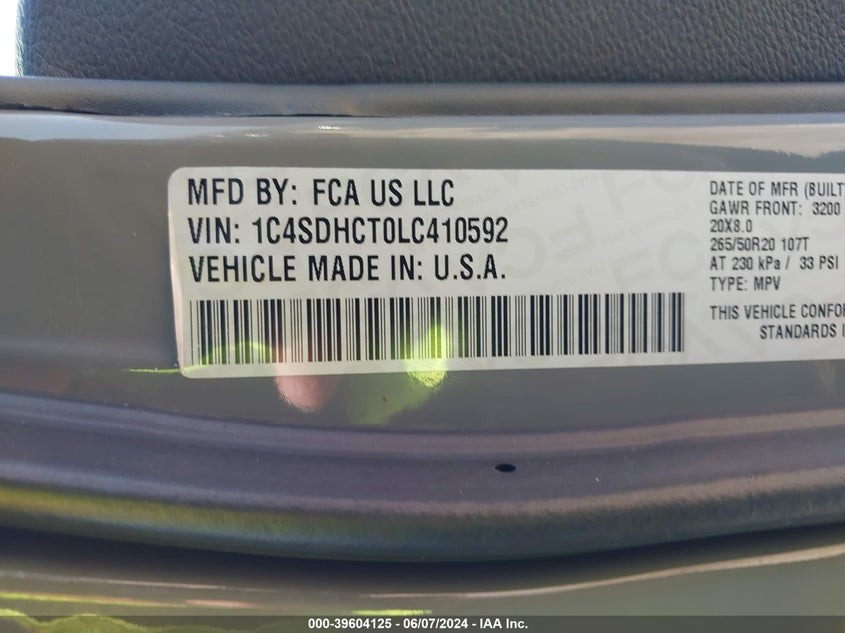 MFD BY: FCA US LLC
VIN: 1C4SDHCT0LC410592
VEHICLE MADE IN: U.S.A.
DATE OF MFR (BUILT)
GAWR FRONT: 3200
20X8.0
265/50R20 107T
AT 230 kPa / 33 PSI
TYPE: MPV
THIS VEHICLE
STANDARDS
000-39604125 - 06/07/2024 - IAA Inc.